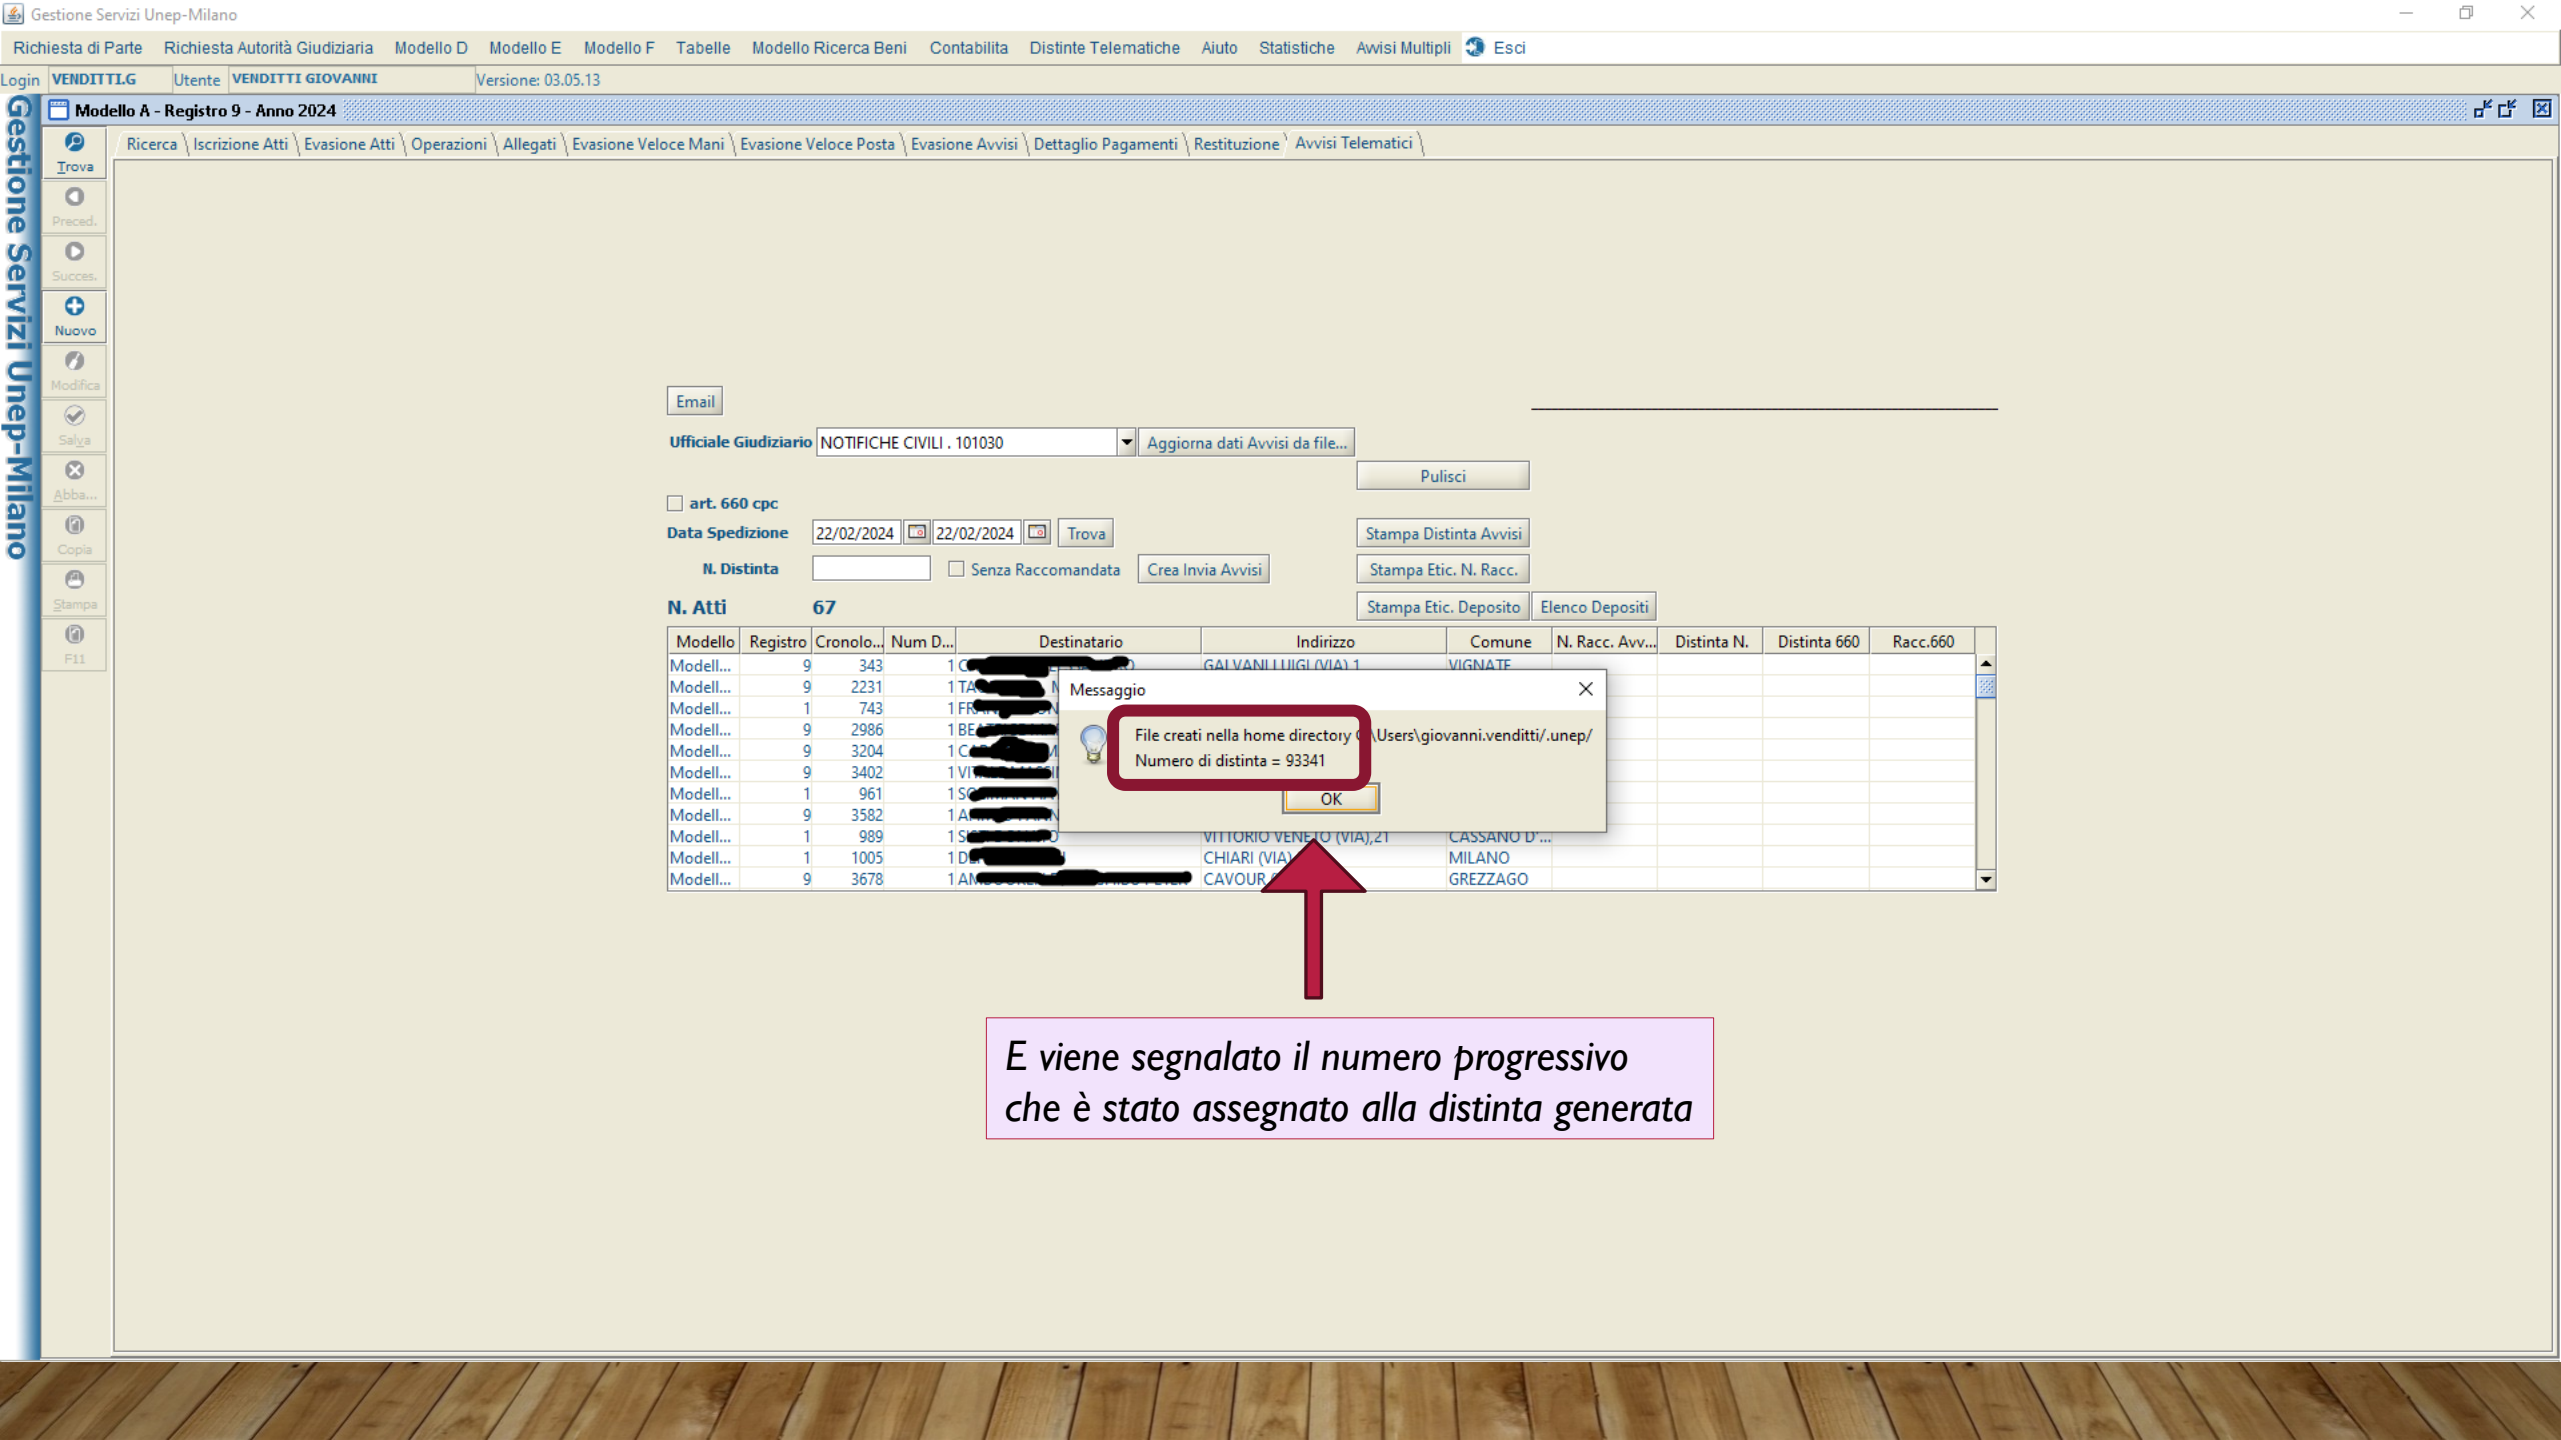 Gestione Servizi Unep-Milano
Richiesta di Parte Richiesta Autorità Giudiziaria Modello D Modello E Modello F Tabelle Modello Ricerca Beni Contabilita Distinte Telematiche Aiuto Statistiche Avvisi Multipli Esci
Login VENDITTI.G Utente VENDITTI GIOVANNI Versione: 03.05.13
Gestione Servizi Unep-Milano
Modello A - Registro 9 - Anno 2024
Ricerca Iscrizione Atti Evasione Atti Operazioni Allegati Evasione Veloce Mani Evasione Veloce Posta Evasione Avvisi Dettaglio Pagamenti Restituzione Avvisi Telematici
Trova
Preced.
Succes.
Nuovo
Modifica
Salva
Abba...
Copia
Stampa
F11
Email
Ufficiale Giudiziario NOTIFICHE CIVILI . 101030 Aggiorna dati Avvisi da file...
Pulisci
art. 660 cpc
Data Spedizione 22/02/2024 22/02/2024 Trova Stampa Distinta Avvisi
N. Distinta Senza Raccomandata Crea Invia Avvisi Stampa Etic. N. Racc.
N. Atti 67 Stampa Etic. Deposito Elenco Depositi
Modello Registro Cronolo... Num D... Destinatario Indirizzo Comune N. Racc. Avv... Distinta N. Distinta 660 Racc.660
Modell... 9 343 1 GALVANI LUIGI (VIA) 1 VIGNATE
Modell... 9 2231 1
Modell... 1 743 1
Modell... 9 2986 1
Modell... 9 3204 1
Modell... 9 3402 1
Modell... 1 961 1
Modell... 9 3582 1
Modell... 1 989 1 VITTORIO VENETO (VIA),21 CASSANO D'...
Modell... 1 1005 1 CHIARI (VIA) MILANO
Modell... 9 3678 1 CAVOUR GREZZAGO
Messaggio
File creati nella home directory \Users\giovanni.venditti/.unep/
Numero di distinta = 93341
OK
E viene segnalato il numero progressivo
che è stato assegnato alla distinta generata